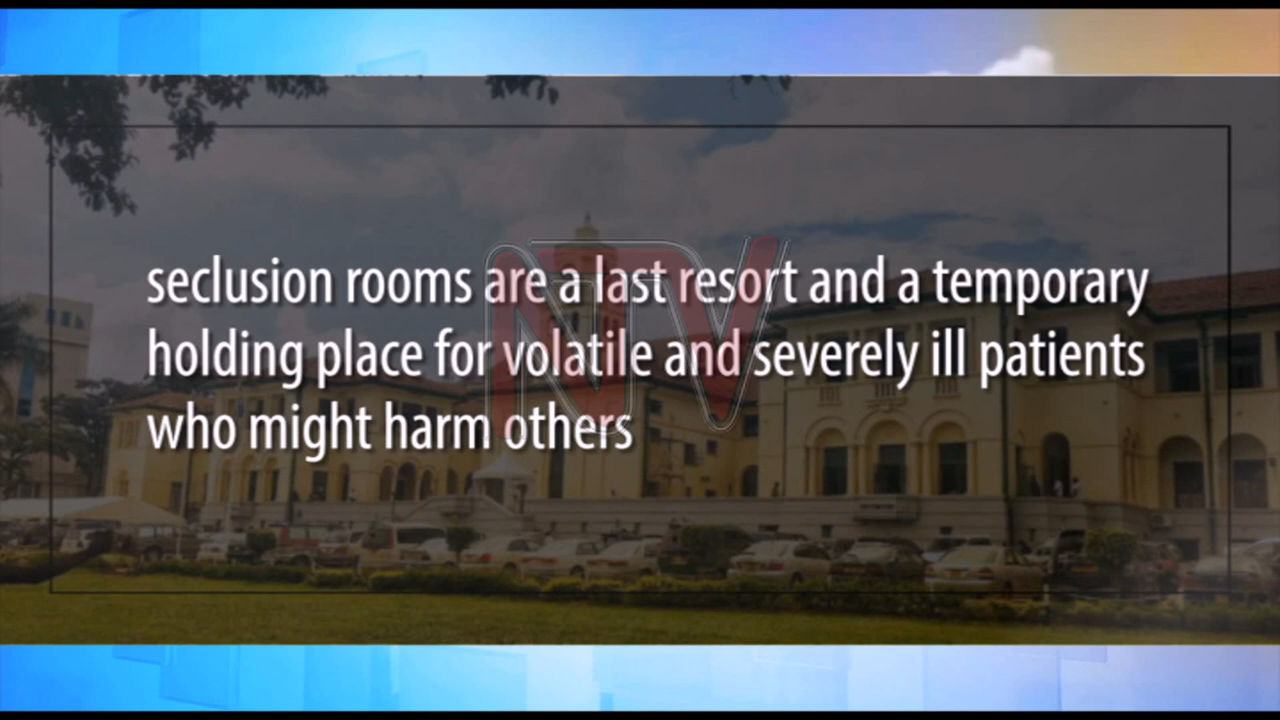 seclusion rooms are a last resort and a temporary
holding place for volatile and severely ill patients
who might harm others
NTV